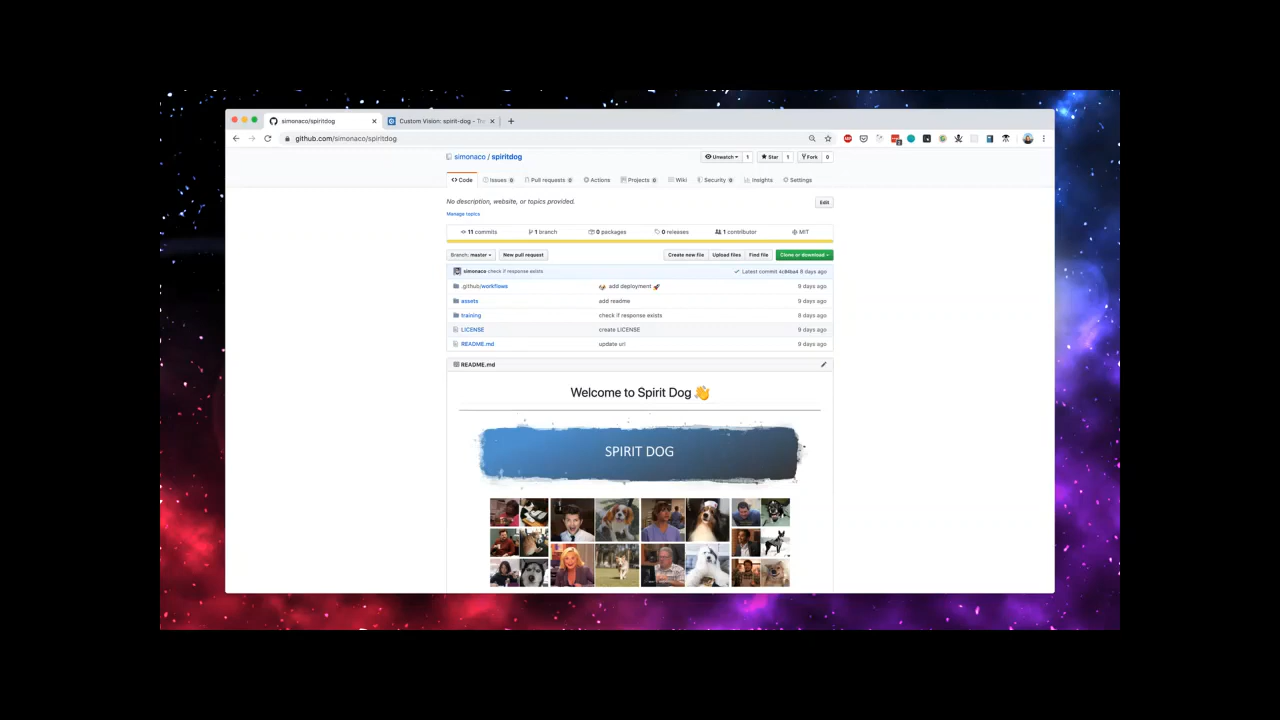 simonaco/spiritdog
Custom Vision: spirit-dog - Tra
github.com/simonaco/spiritdog
simonaco / spiritdog
Unwatch 1 Star 1 Fork 0
Code Issues 0 Pull requests 0 Actions Projects 0 Wiki Security 0 Insights Settings
No description, website, or topics provided. Edit
Manage topics
11 commits 1 branch 0 packages 0 releases 1 contributor MIT
Branch: master New pull request Create new file Upload files Find file Clone or download
simonaco check if response exists Latest commit 4c84ba4 8 days ago
.github/workflows add deployment 9 days ago
assets add readme 9 days ago
training check if response exists 8 days ago
LICENSE create LICENSE 9 days ago
README.md update url 9 days ago
README.md
Welcome to Spirit Dog
SPIRIT DOG